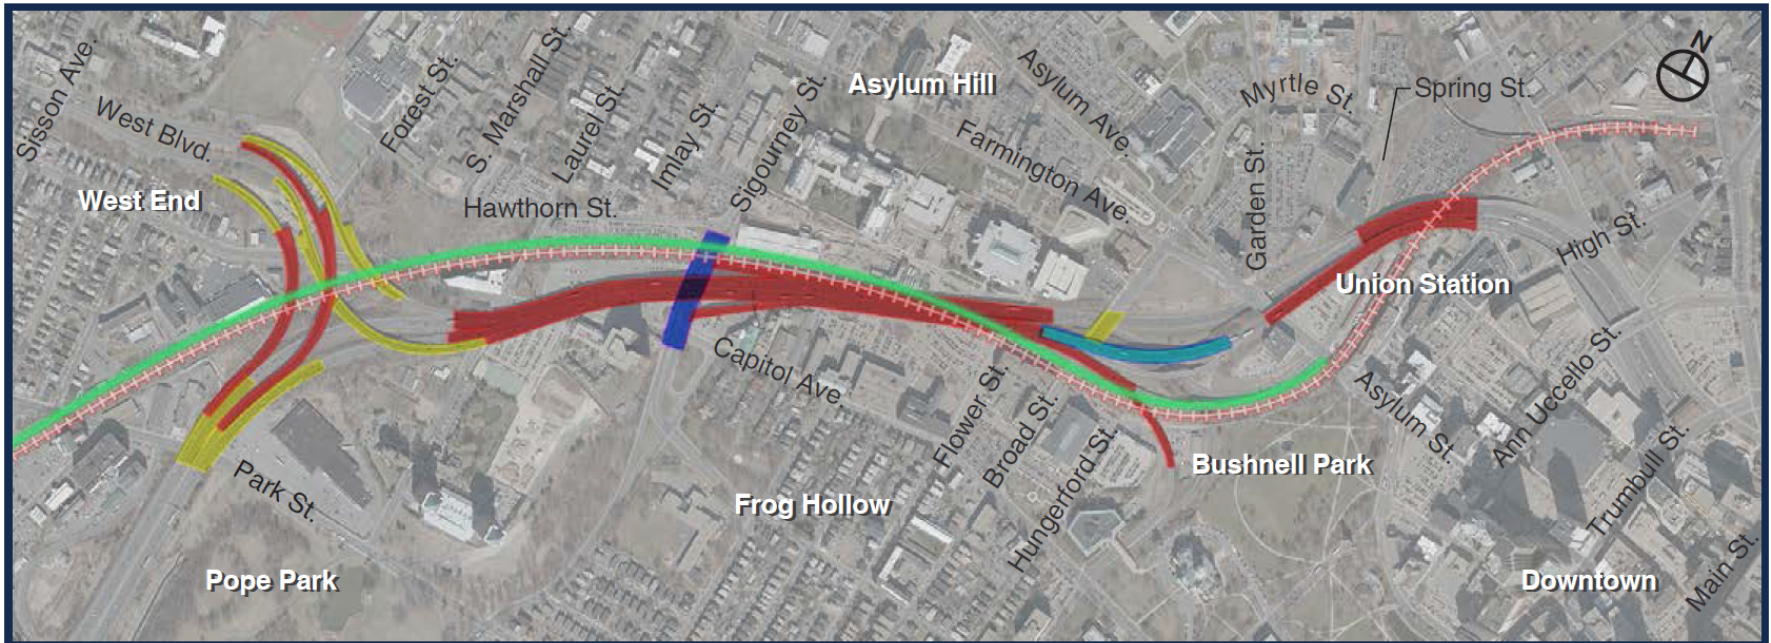 Sisson Ave.
West Blvd.
West End
Forest St.
S. Marshall St.
Laurel St.
Imlay St.
Sigourney St.
Hawthorn St.
Asylum Hill
Asylum Ave.
Farmington Ave.
Myrtle St.
Spring St.
N
Garden St.
Union Station
High St.
Capitol Ave.
Flower St.
Broad St.
Hungerford St.
Asylum St.
Ann Uccello St.
Trumbull St.
Main St.
Park St.
Bushnell Park
Frog Hollow
Pope Park
Downtown